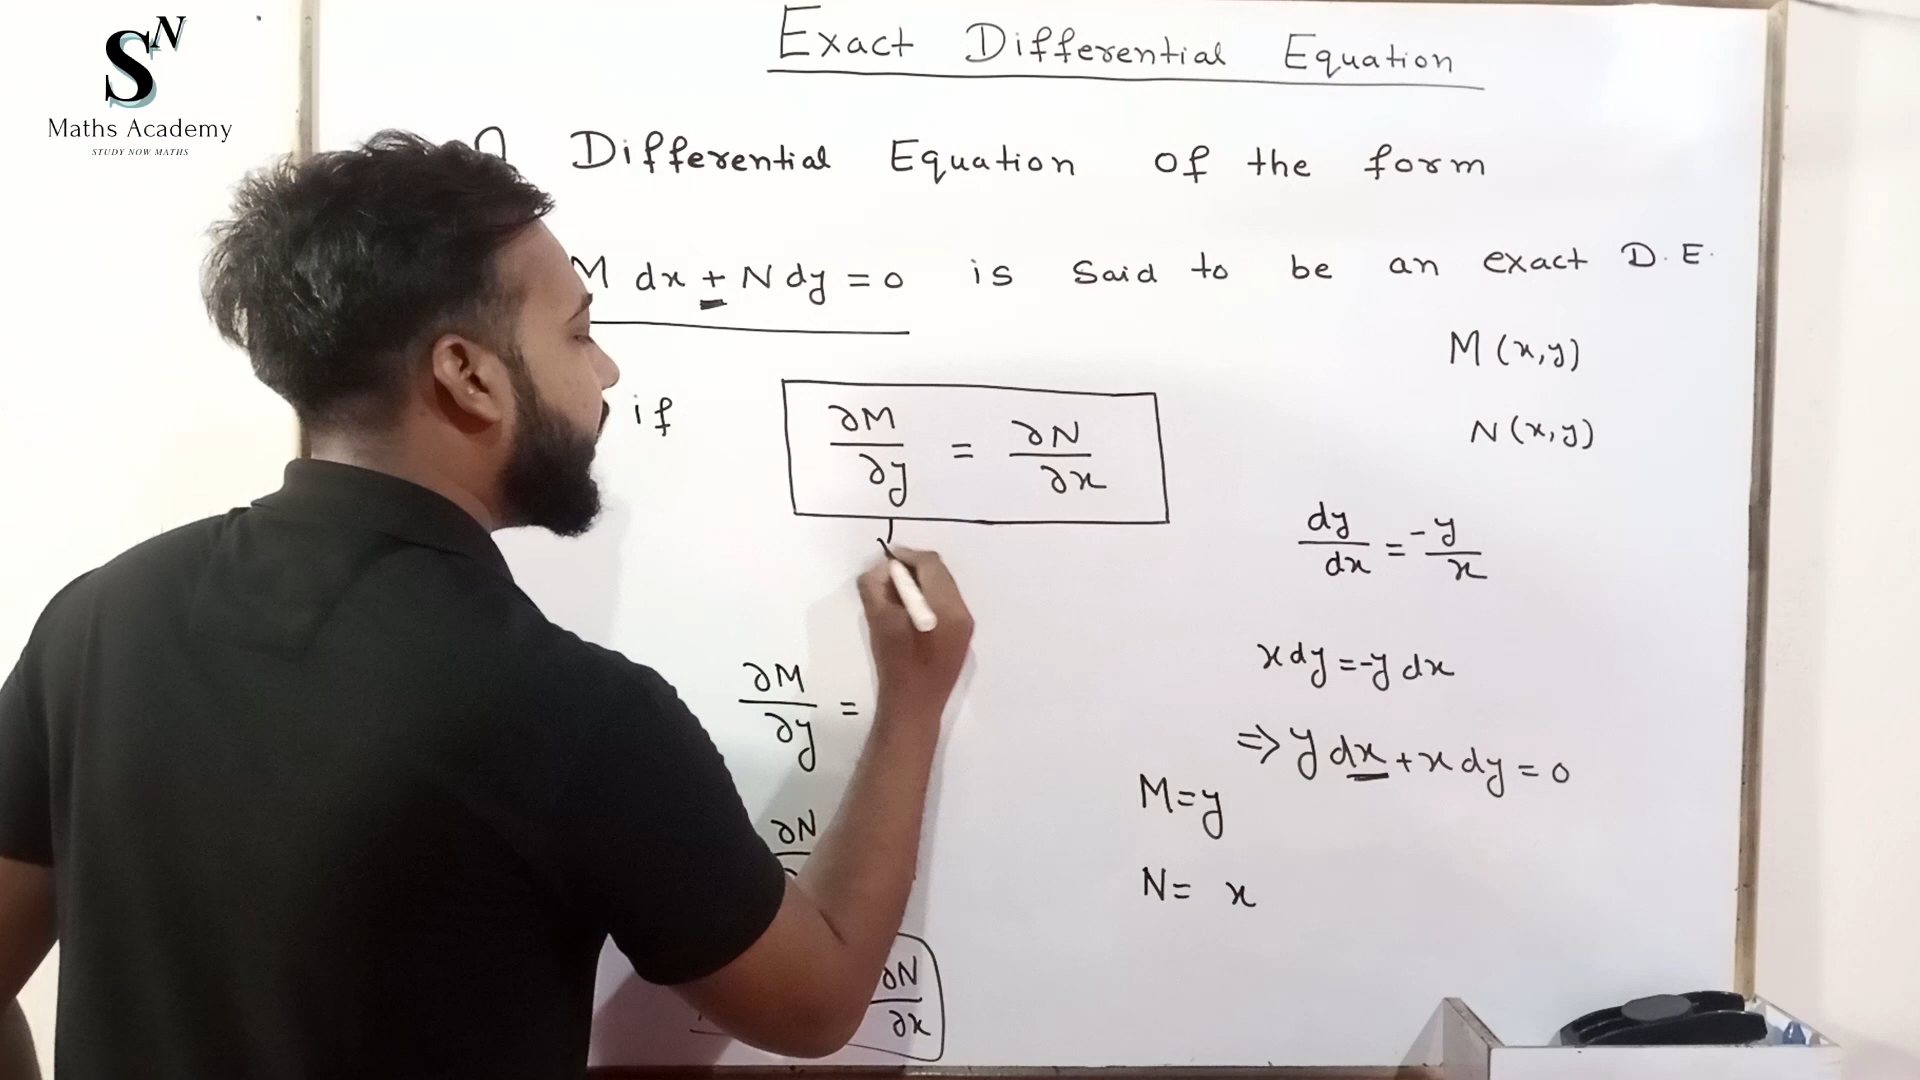 SN
Maths Academy
STUDY NOW MATHS
Exact Differential Equation
Differential Equation of the form
M dx + N dy = 0 is said to be an exact D.E.
M (x,y)
if ∂M/∂y = ∂N/∂x
N (x,y)
dy/dx = -y/x
x dy = -y dx
∂M/∂y =
⇒ y dx + x dy = 0
M = y
∂N
N = x
∂N/∂x